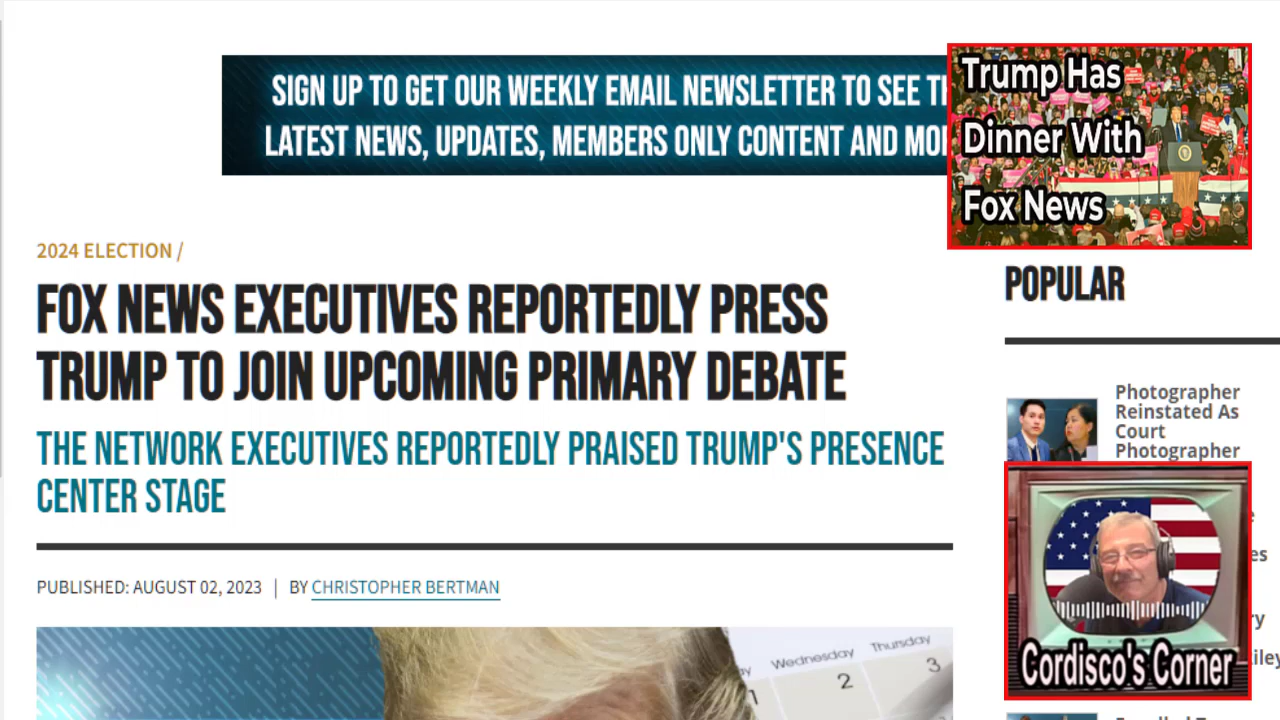 SIGN UP TO GET OUR WEEKLY EMAIL NEWSLETTER TO SEE
LATEST NEWS, UPDATES, MEMBERS ONLY CONTENT AND
Trump Has
Dinner With
Fox News
2024 ELECTION /
FOX NEWS EXECUTIVES REPORTEDLY PRESS
TRUMP TO JOIN UPCOMING PRIMARY DEBATE
THE NETWORK EXECUTIVES REPORTEDLY PRAISED TRUMP'S PRESENCE
CENTER STAGE
PUBLISHED: AUGUST 02, 2023 | BY CHRISTOPHER BERTMAN
Wednesday
Thursday
1
2
3
POPULAR
Photographer
Reinstated As
Court
Photographer
Cordisco's Corner